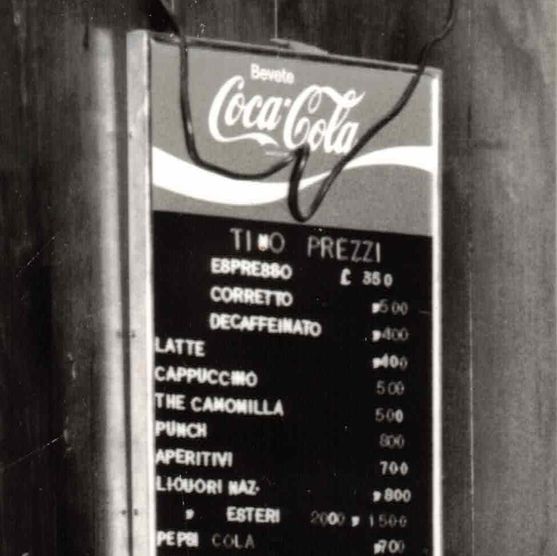 Bevete
Coca-Cola
TINO PREZZI
ESPRESSO £ 350
CORRETTO " 500
DECAFFEINATO " 400
LATTE " 400
CAPPUCCINO 500
THE CAMOMILLA 500
PUNCH 800
APERITIVI 700
LIQUORI NAZ. " 800
" ESTERI 2000 " 1500
PEPSI COLA " 700